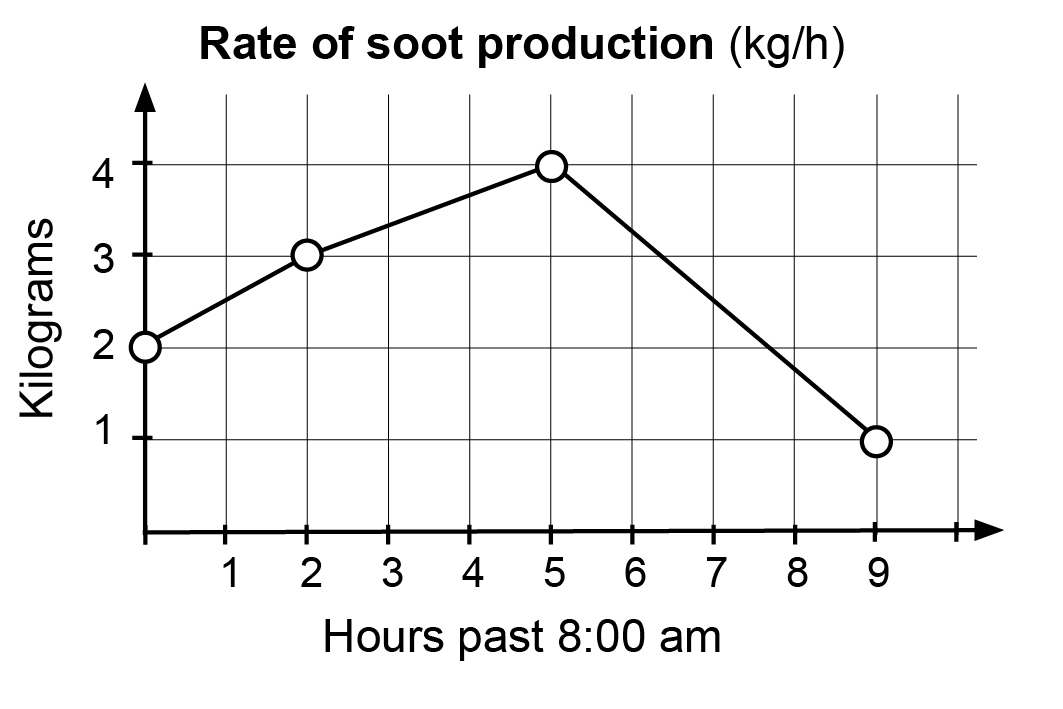 Rate of soot production (kg/h)
Kilograms
4
3
2
1
1 2 3 4 5 6 7 8 9
Hours past 8:00 am